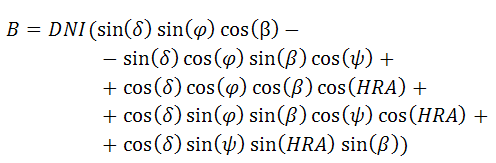 B = DNI(sin(δ) sin(φ) cos(β) −
− sin(δ) cos(φ) sin(β) cos(ψ) +
+ cos(δ) cos(φ) cos(β) cos(HRA) +
+ cos(δ) sin(φ) sin(β) cos(ψ) cos(HRA) +
+ cos(δ) sin(ψ) sin(HRA) sin(β))